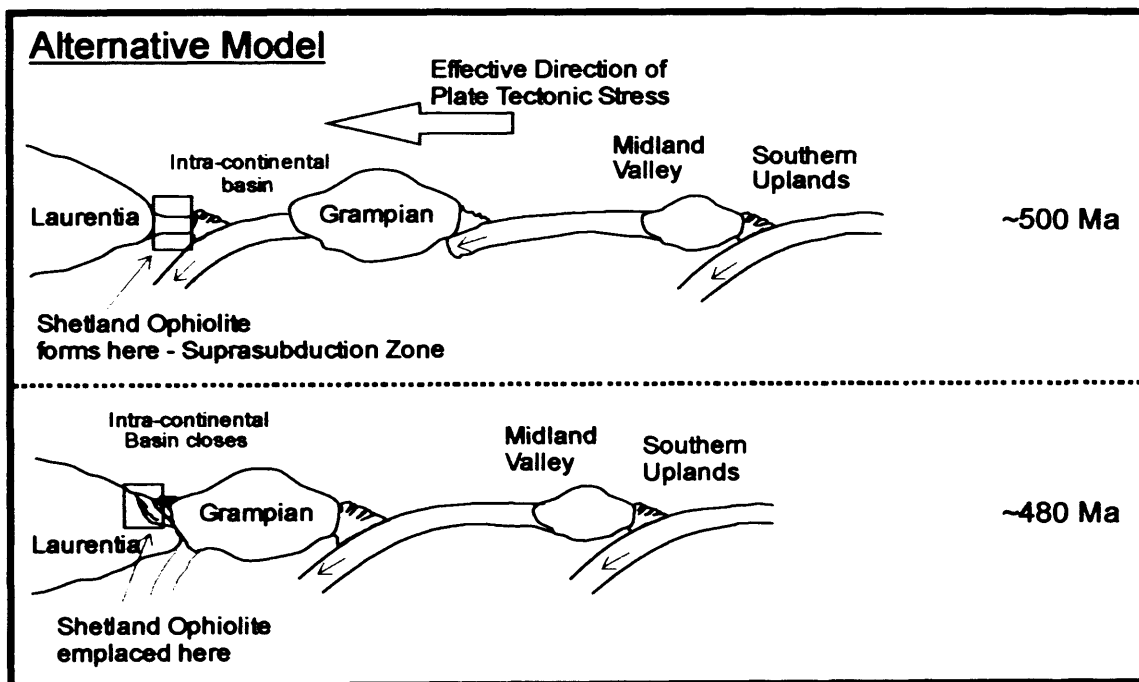 Alternative Model
Effective Direction of
Plate Tectonic Stress
Intra-continental
basin
Midland
Valley
Southern
Uplands
Laurentia
Grampian
~500 Ma
Shetland Ophiolite
forms here - Suprasubduction Zone
Intra-continental
Basin closes
Midland
Valley
Southern
Uplands
Grampian
~480 Ma
Laurentia
Shetland Ophiolite
emplaced here